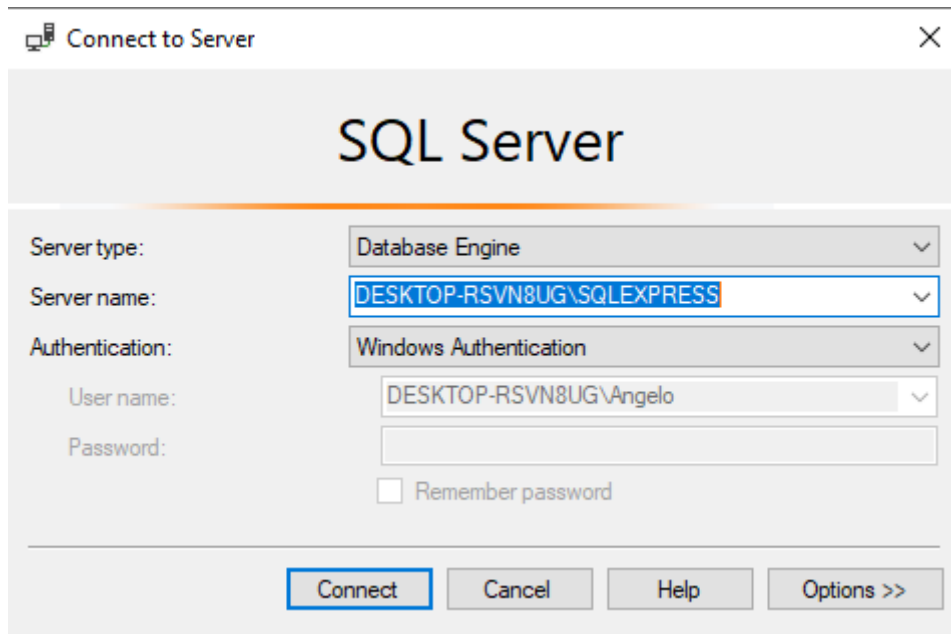 Connect to Server
SQL Server
Server type: Database Engine
Server name: DESKTOP-RSVN8UG\SQLEXPRESS
Authentication: Windows Authentication
User name: DESKTOP-RSVN8UG\Angelo
Password:
Remember password
Connect Cancel Help Options >>